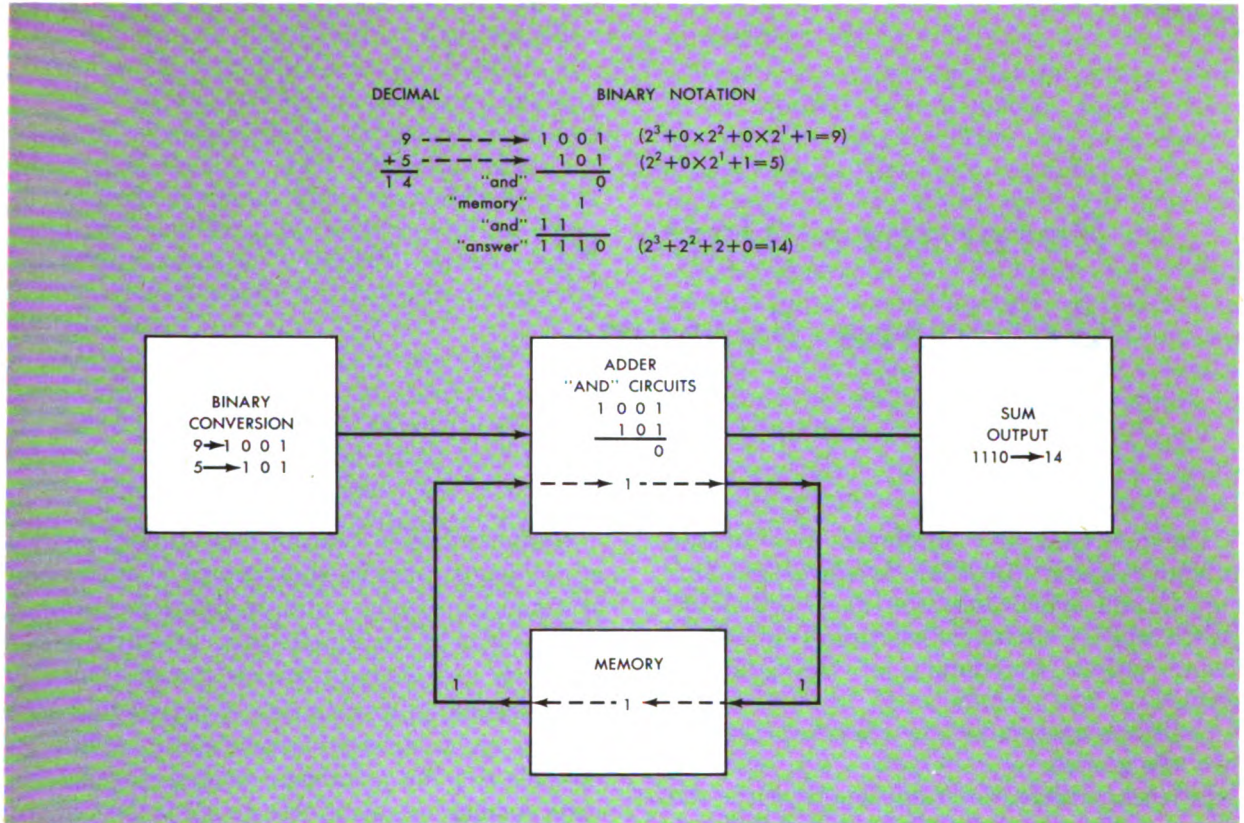 DECIMAL BINARY NOTATION
9 → 1 0 0 1 (2³+0×2²+0×2¹+1=9)
+5 → 1 0 1 (2²+0×2¹+1=5)
1 4 "and" 0
"memory" 1
"and" 1 1
"answer" 1 1 1 0 (2³+2²+2+0=14)
BINARY
CONVERSION
9→1 0 0 1
5→1 0 1
ADDER
"AND" CIRCUITS
1 0 0 1
1 0 1
0
1
SUM
OUTPUT
1110→14
MEMORY
1
1
1